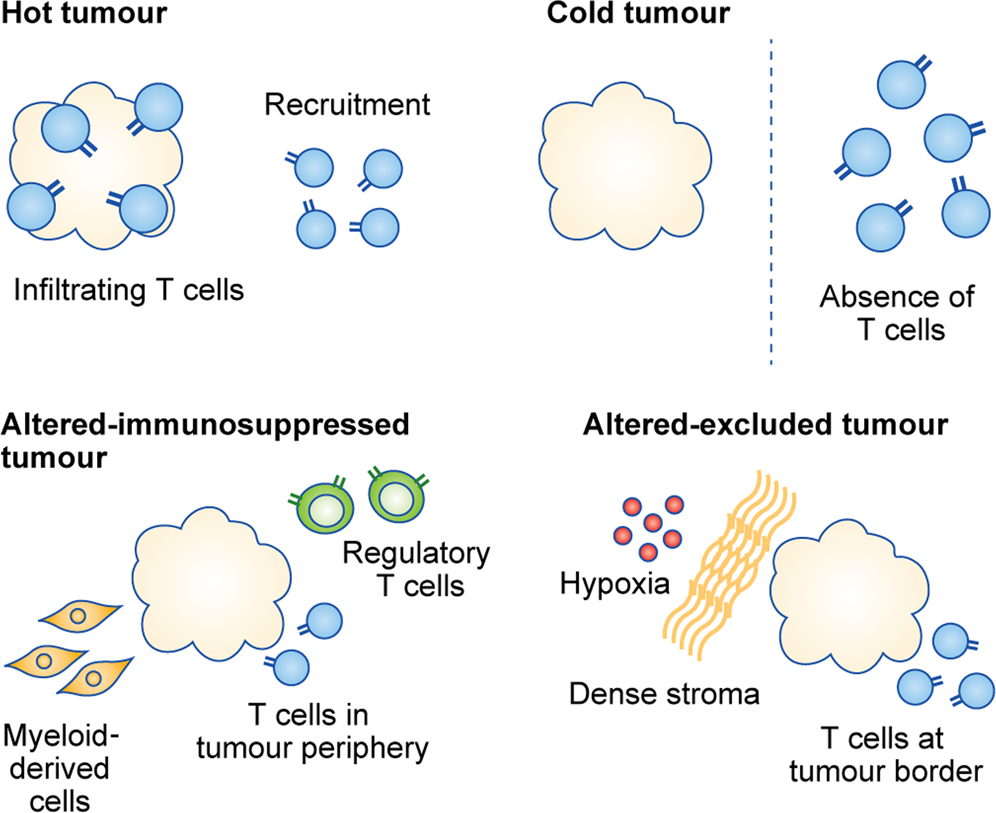 Hot tumour
Recruitment
Infiltrating T cells
Cold tumour
Absence of
T cells
Altered-immunosuppressed
tumour
Regulatory
T cells
Myeloid-
derived
cells
T cells in
tumour periphery
Altered-excluded tumour
Hypoxia
Dense stroma
T cells at
tumour border